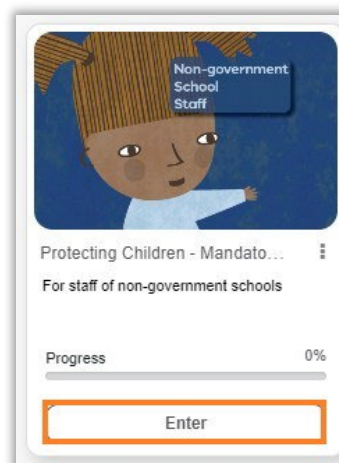 Non-government
School
Staff
Protecting Children - Mandato...
For staff of non-government schools
Progress 0%
Enter